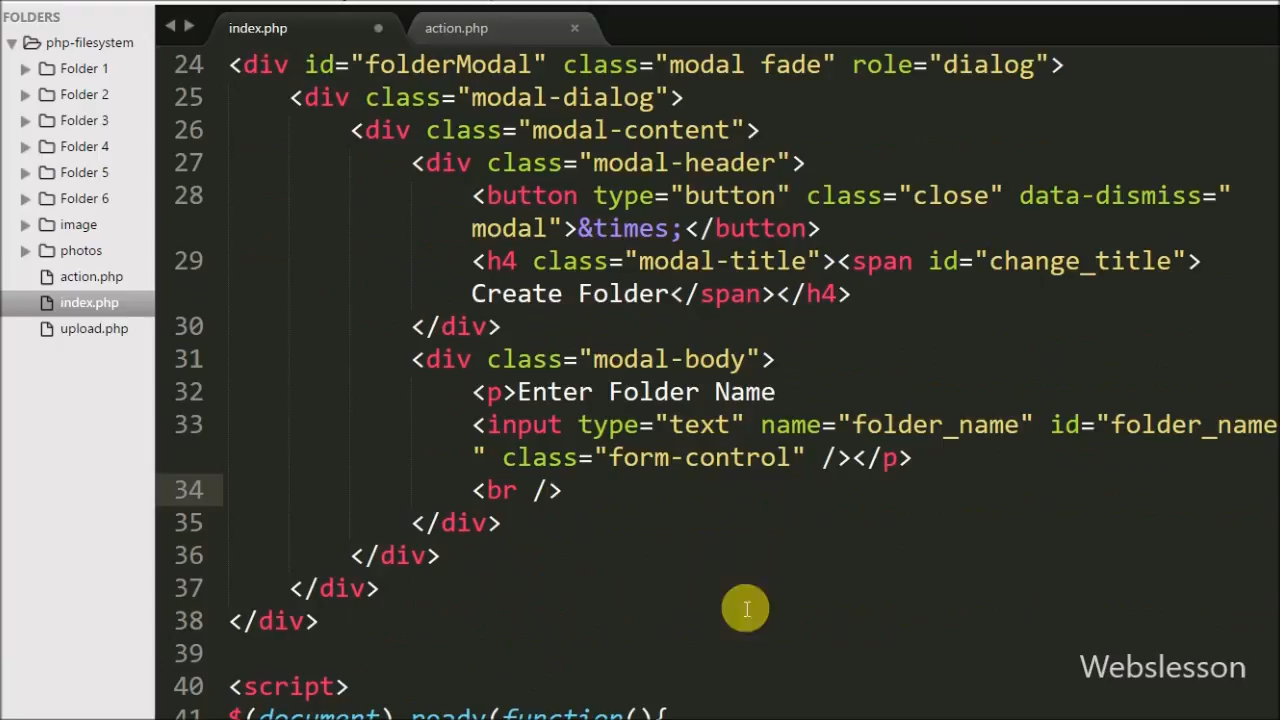 FOLDERS
php-filesystem
Folder 1
Folder 2
Folder 3
Folder 4
Folder 5
Folder 6
image
photos
action.php
index.php
upload.php
index.php
action.php
24 <div id="folderModal" class="modal fade" role="dialog">
25 <div class="modal-dialog">
26 <div class="modal-content">
27 <div class="modal-header">
28 <button type="button" class="close" data-dismiss="
modal">&times;</button>
29 <h4 class="modal-title"><span id="change_title">
Create Folder</span></h4>
30 </div>
31 <div class="modal-body">
32 <p>Enter Folder Name
33 <input type="text" name="folder_name" id="folder_name
" class="form-control" /></p>
34 <br />
35 </div>
36 </div>
37 </div>
38 </div>
39
40 <script>
41 $(document).ready(function(){
Webslesson